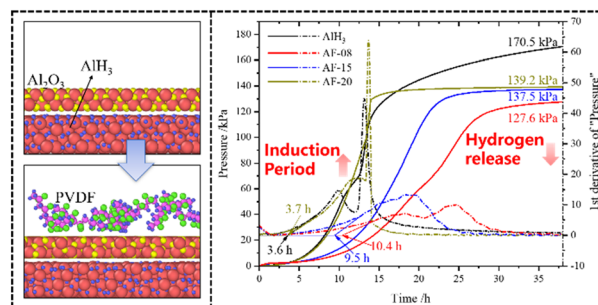 AlH₃
Al₂O₃
PVDF
AlH₃
AF-08
AF-15
AF-20
170.5 kPa
139.2 kPa
137.5 kPa
127.6 kPa
Induction
Period
Hydrogen
release
3.7 h
3.6 h
9.5 h
10.4 h
Pressure /kPa
190
180
160
140
120
100
80
60
40
20
0
0
5
10
15
20
25
30
35
Time /h
70
60
50
40
30
20
10
0
-10
1st derivative of "Pressure"